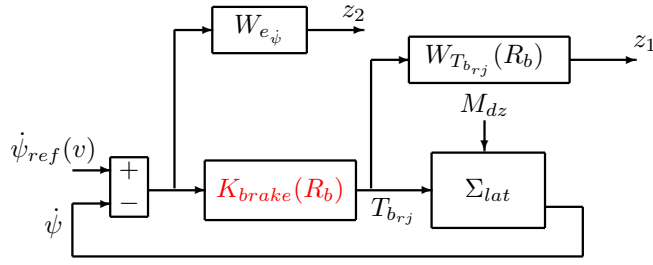 W_{e_{\dot{\psi}}}
z_2
W_{T_{b_{rj}}}(R_b)
z_1
M_{dz}
\dot{\psi}_{ref}(v)
+
−
K_{brake}(R_b)
T_{b_{rj}}
Σ_{lat}
\dot{\psi}